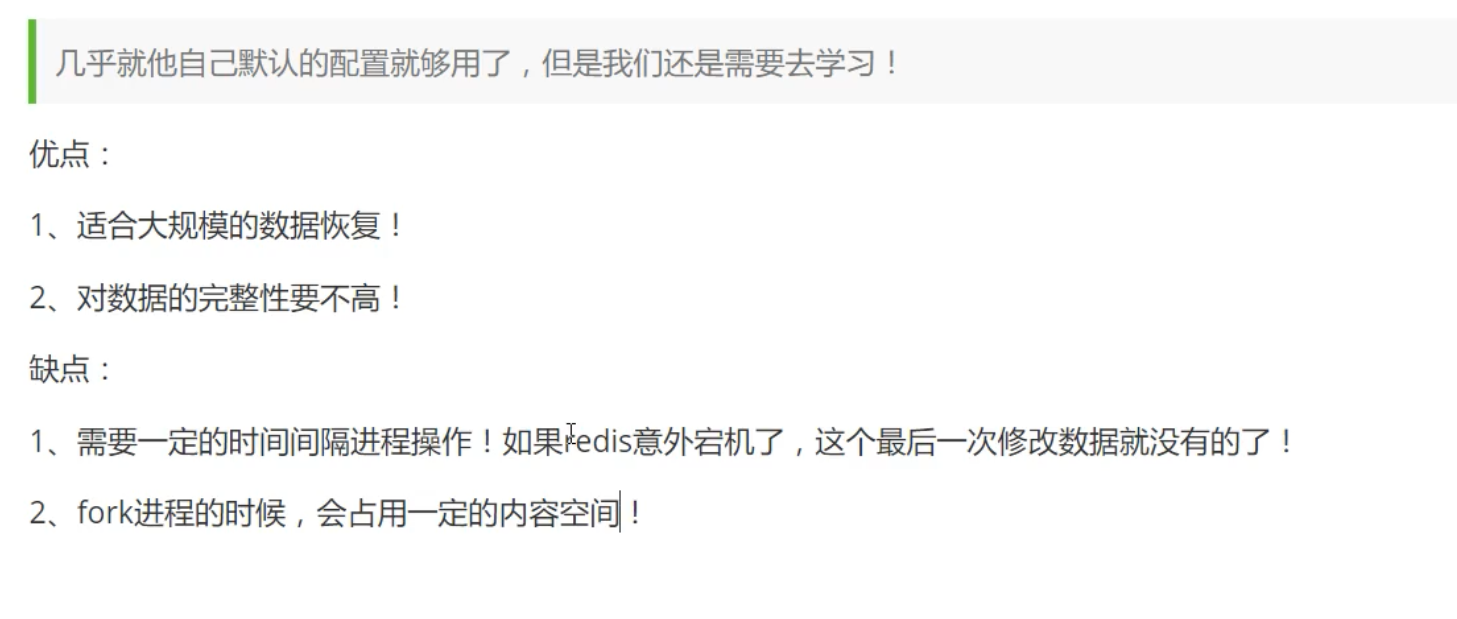 几乎就他自己默认的配置就够用了，但是我们还是需要去学习！
优点：
1、适合大规模的数据恢复！
2、对数据的完整性要不高！
缺点：
1、需要一定的时间间隔进程操作！如果redis意外宕机了，这个最后一次修改数据就没有的了！
2、fork进程的时候，会占用一定的内容空间！